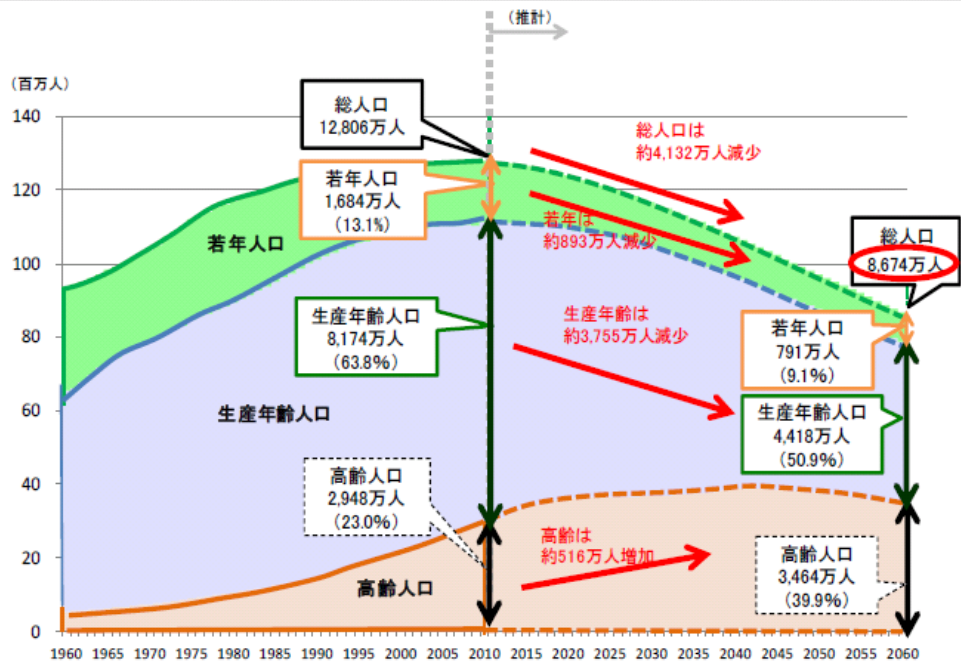 (推計)
(百万人)
140
120
100
80
60
40
20
0
総人口
12,806万人
若年人口
1,684万人
(13.1%)
総人口は
約4,132万人減少
若年は
約893万人減少
若年人口
総人口
8,674万人
生産年齢人口
8,174万人
(63.8%)
生産年齢は
約3,755万人減少
若年人口
791万人
(9.1%)
生産年齢人口
生産年齢人口
4,418万人
(50.9%)
高齢人口
2,948万人
(23.0%)
高齢は
約516万人増加
高齢人口
高齢人口
3,464万人
(39.9%)
1960 1965 1970 1975 1980 1985 1990 1995 2000 2005 2010 2015 2020 2025 2030 2035 2040 2045 2050 2055 2060